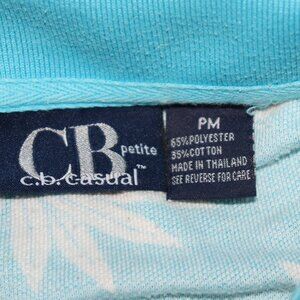 CB
petite
c.b. casual™
PM
65%POLYESTER
35%COTTON
MADE IN THAILAND
SEE REVERSE FOR CARE